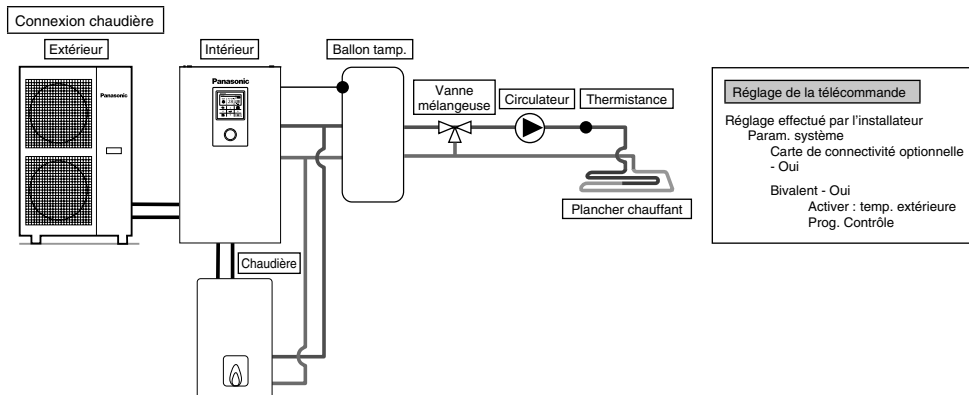 Connexion chaudière
Extérieur
Intérieur
Ballon tamp.
Panasonic
Panasonic
Vanne
mélangeuse
Circulateur
Thermistance
Plancher chauffant
Chaudière
Réglage de la télécommande
Réglage effectué par l'installateur
Param. système
Carte de connectivité optionnelle
- Oui
Bivalent - Oui
Activer : temp. extérieure
Prog. Contrôle